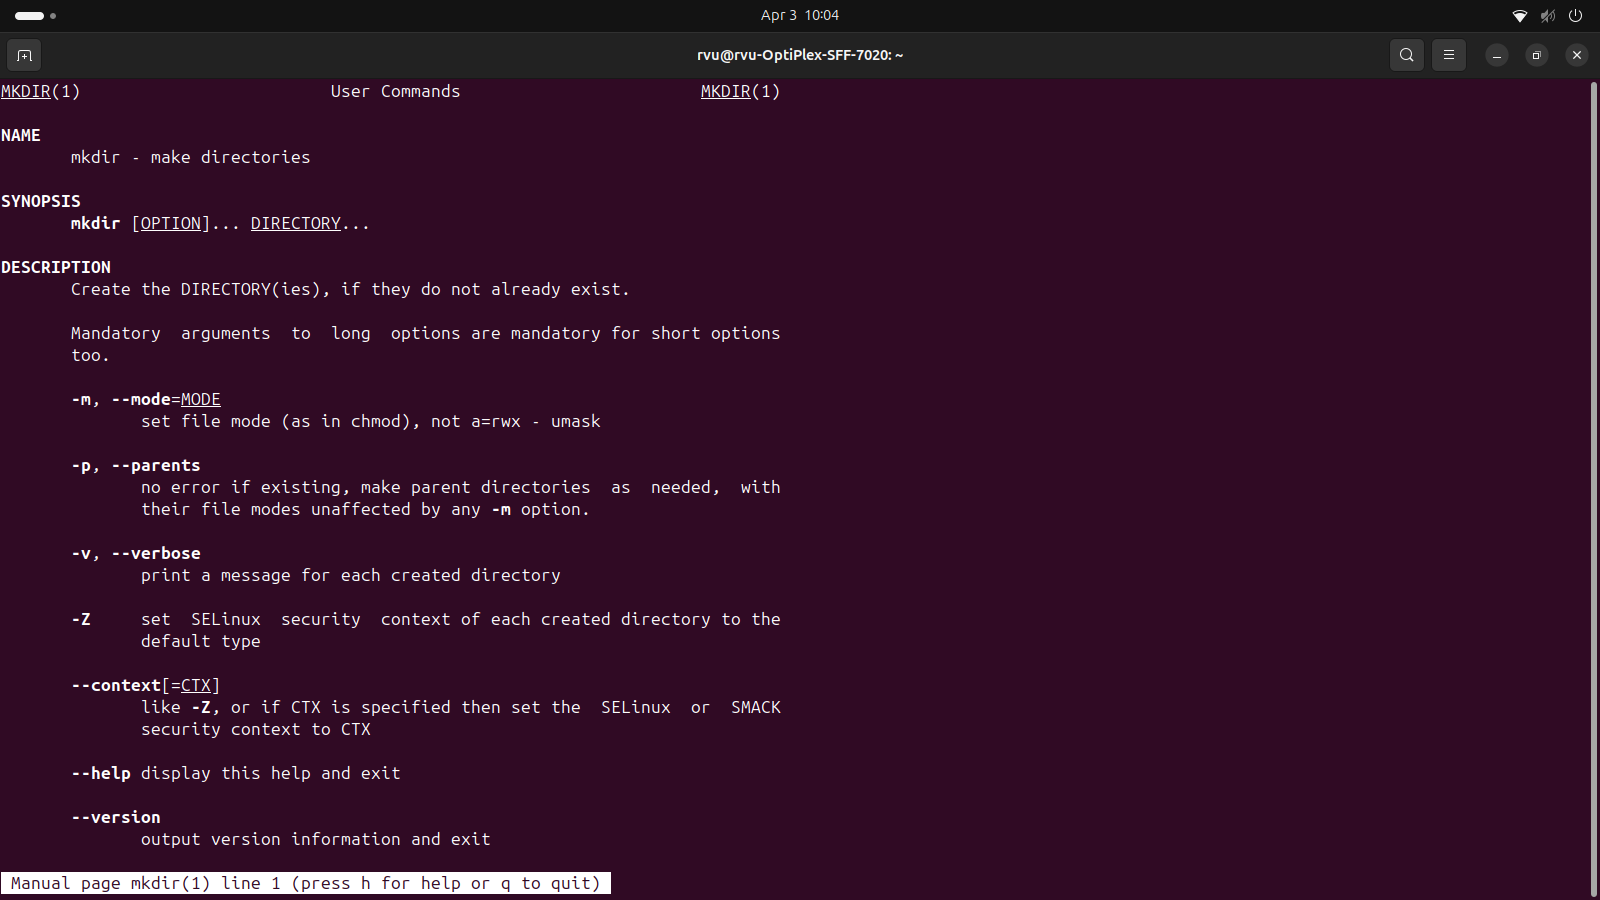 Apr 3 10:04
rvu@rvu-OptiPlex-SFF-7020: ~
MKDIR(1) User Commands MKDIR(1)
NAME
mkdir - make directories
SYNOPSIS
mkdir [OPTION]... DIRECTORY...
DESCRIPTION
Create the DIRECTORY(ies), if they do not already exist.
Mandatory arguments to long options are mandatory for short options
too.
-m, --mode=MODE
set file mode (as in chmod), not a=rwx - umask
-p, --parents
no error if existing, make parent directories as needed, with
their file modes unaffected by any -m option.
-v, --verbose
print a message for each created directory
-Z set SELinux security context of each created directory to the
default type
--context[=CTX]
like -Z, or if CTX is specified then set the SELinux or SMACK
security context to CTX
--help display this help and exit
--version
output version information and exit
Manual page mkdir(1) line 1 (press h for help or q to quit)